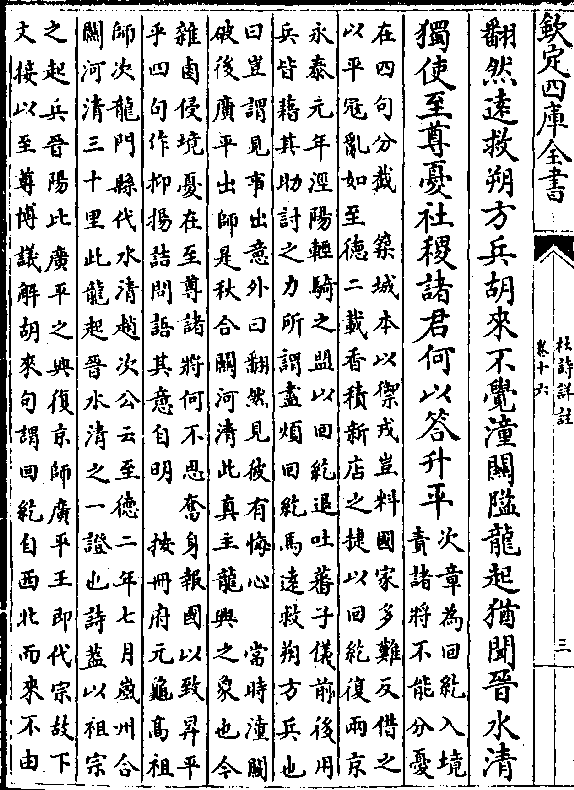 欽定四庫全書
杜詩詳註
卷十六
三
翻然遠救朔方兵胡來不覺潼關隘龍起猶聞晉水清
獨使至尊憂社稷諸君何以答升平
次章為回紇入境
責諸將不能分憂
在四句分截　築城本以禦戎豈料國家多難反借之
以平冦亂如至德二載香積新店之捷以回紇復兩京
永泰元年涇陽輕騎之盟以回紇退吐蕃子儀前後用
兵皆藉其助討之力所謂盡煩回紇馬遠救朔方兵也
曰豈謂見事出意外曰翻然見彼有悔心　當時潼關
破後廣平出師是秋合關河清此真主龍興之象也今
雜鹵侵境憂在至尊諸將何不思奮身報國以致昇平
乎四句作抑揚詰問語其意自明　按冊府元龜髙祖
師次龍門縣代水清趙次公云至德二年七月嵐州合
關河清三十里此龍起晉水清之一證也詩蓋以祖宗
之起兵晉陽比廣平之興復京師廣平王即代宗故下
文接以至尊博議解胡來句謂回紇自西北而來不由